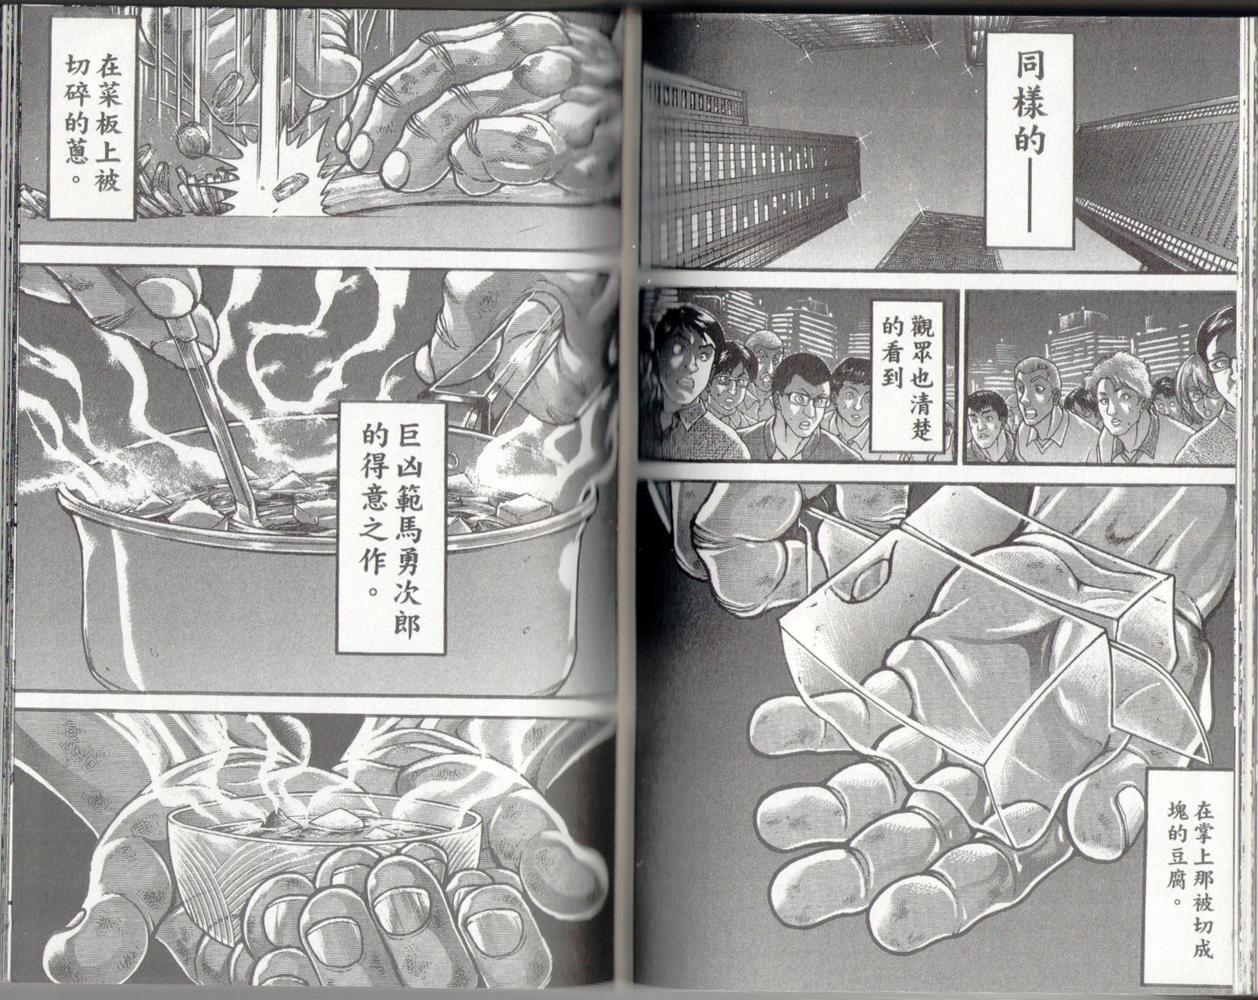 同樣的——
觀眾也清楚
的看到
在掌上那被切成
塊的豆腐。
在菜板上被
切碎的蔥。
巨凶範馬勇次郎
的得意之作。